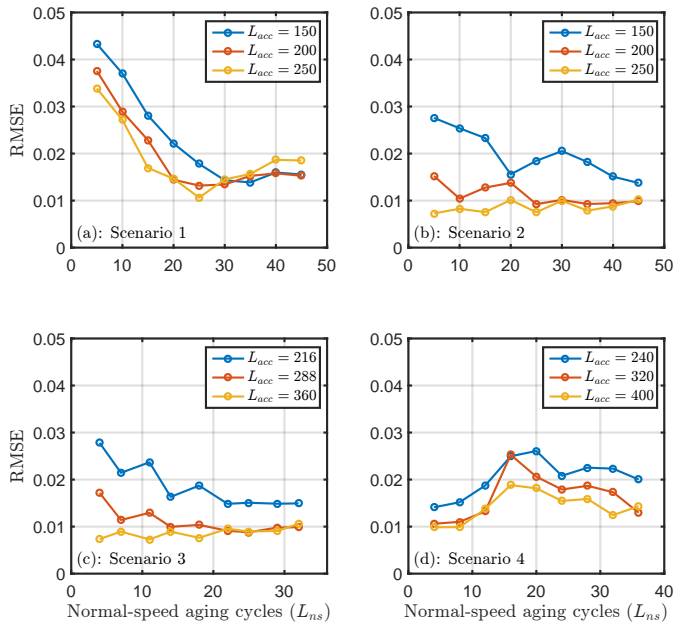 0.05
0.04
0.03
0.02
0.01
0
RMSE
L_acc = 150
L_acc = 200
L_acc = 250
(a): Scenario 1
0 10 20 30 40 50
0.05
0.04
0.03
0.02
0.01
0
L_acc = 150
L_acc = 200
L_acc = 250
(b): Scenario 2
0 10 20 30 40 50
0.05
0.04
0.03
0.02
0.01
0
RMSE
L_acc = 216
L_acc = 288
L_acc = 360
(c): Scenario 3
0 10 20 30
Normal-speed aging cycles (L_ns)
0.05
0.04
0.03
0.02
0.01
0
L_acc = 240
L_acc = 320
L_acc = 400
(d): Scenario 4
0 10 20 30 40
Normal-speed aging cycles (L_ns)